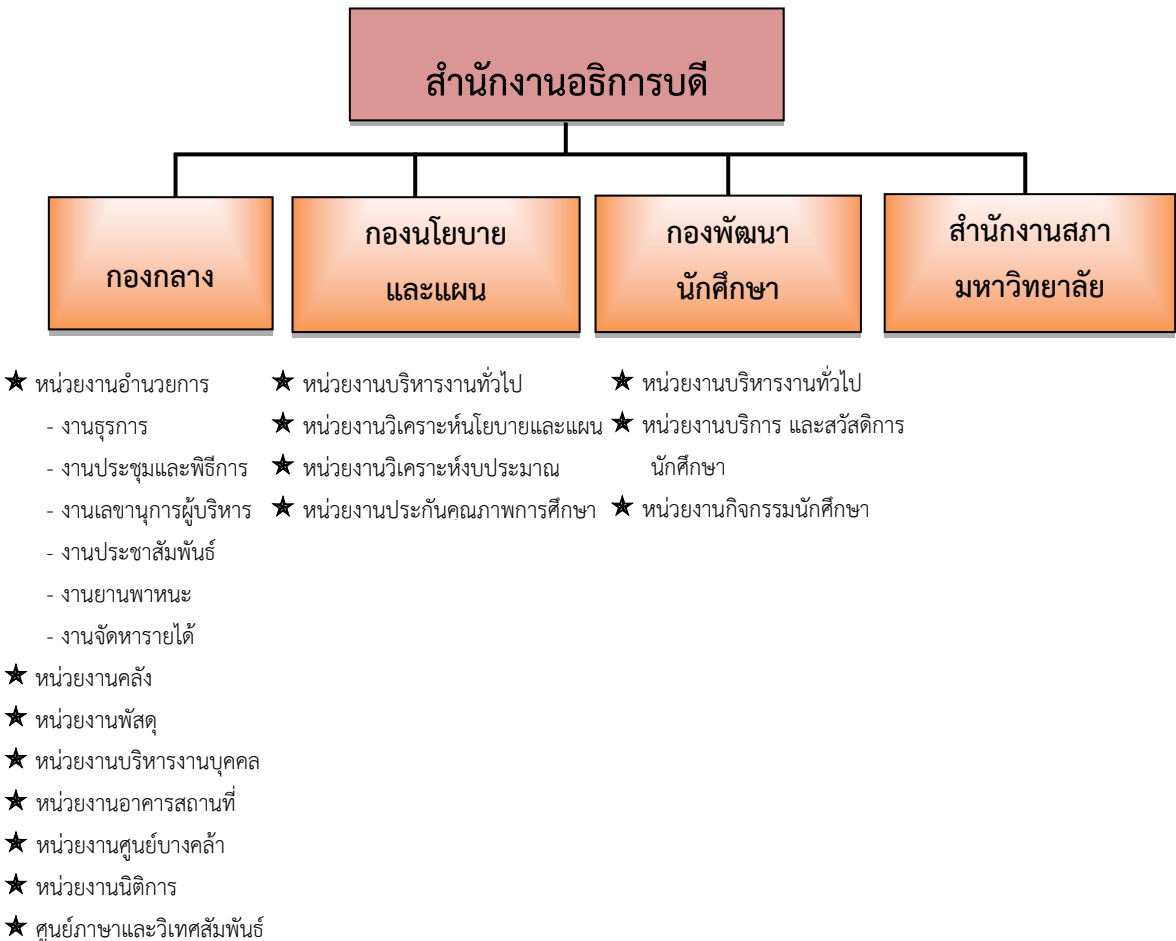 สำนักงานอธิการบดี
กองกลาง
กองนโยบาย
และแผน
กองพัฒนา
นักศึกษา
สำนักงานสภา
มหาวิทยาลัย
หน่วยงานอำนวยการ
- งานธุรการ
- งานประชุมและพิธีการ
- งานเลขานุการผู้บริหาร
- งานประชาสัมพันธ์
- งานยานพาหนะ
- งานจัดหารายได้
หน่วยงานคลัง
หน่วยงานพัสดุ
หน่วยงานบริหารงานบุคคล
หน่วยงานอาคารสถานที่
หน่วยงานศูนย์บางคล้า
หน่วยงานนิติการ
ศูนย์ภาษาและวิเทศสัมพันธ์
หน่วยงานบริหารงานทั่วไป
หน่วยงานวิเคราะห์นโยบายและแผน
หน่วยงานวิเคราะห์งบประมาณ
หน่วยงานประกันคุณภาพการศึกษา
หน่วยงานบริหารงานทั่วไป
หน่วยงานบริการ และสวัสดิการ
นักศึกษา
หน่วยงานกิจกรรมนักศึกษา